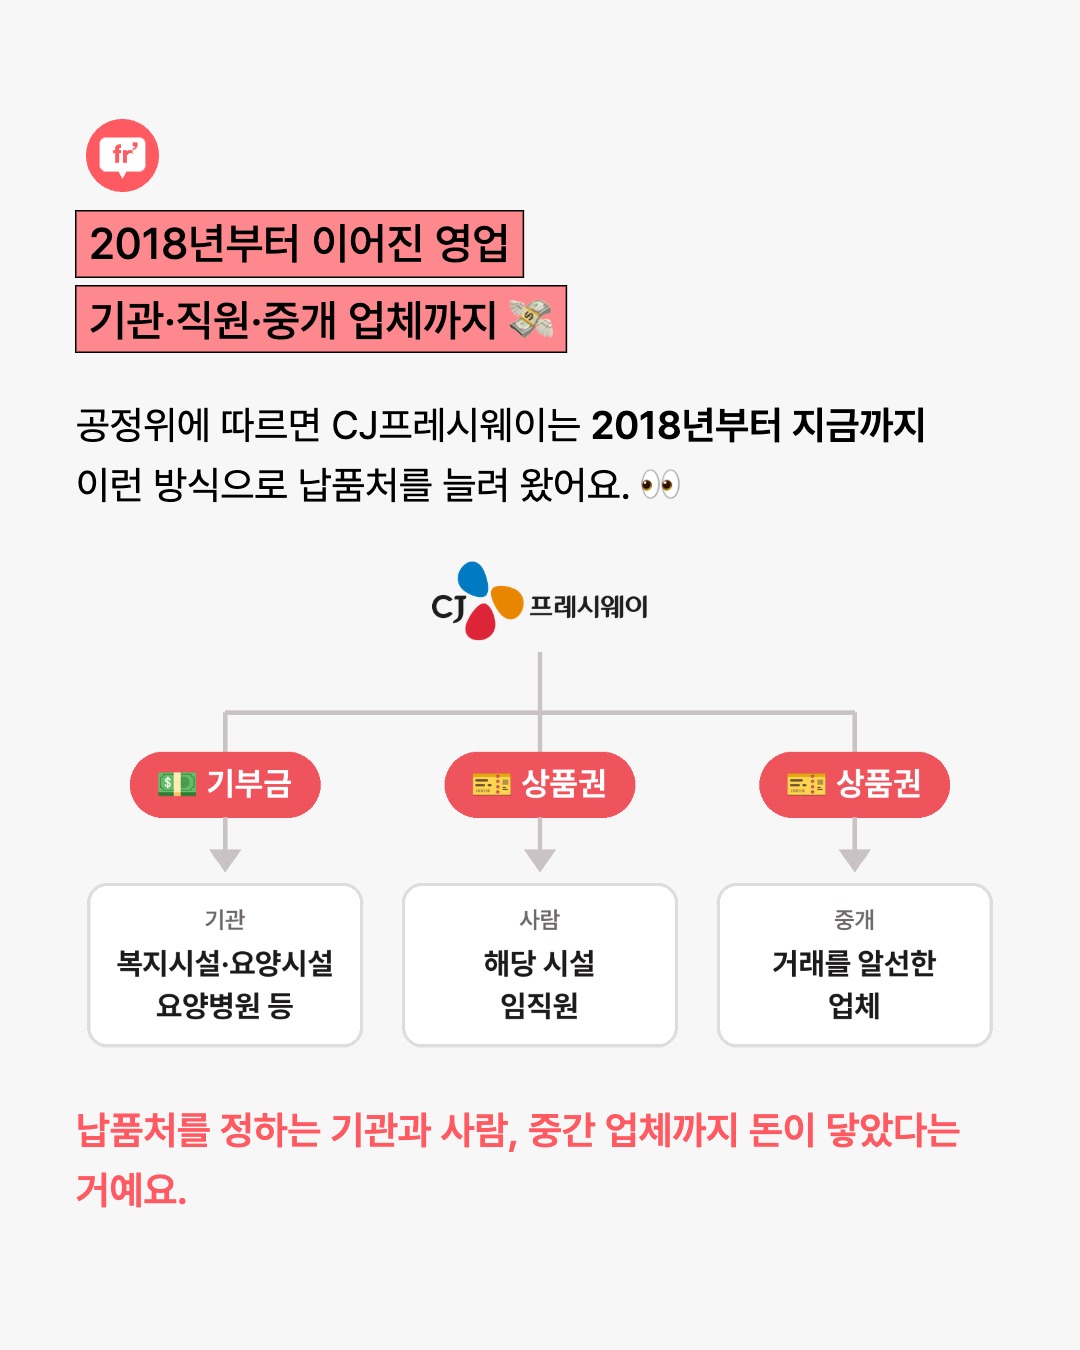 fr'
2018년부터 이어진 영업
기관·직원·중개 업체까지 💸
공정위에 따르면 CJ프레시웨이는 2018년부터 지금까지
이런 방식으로 납품처를 늘려 왔어요. 👀
CJ 프레시웨이
💵 기부금
🎫 상품권
🎫 상품권
기관
복지시설·요양시설
요양병원 등
사람
해당 시설
임직원
중개
거래를 알선한
업체
납품처를 정하는 기관과 사람, 중간 업체까지 돈이 닿았다는
거예요.